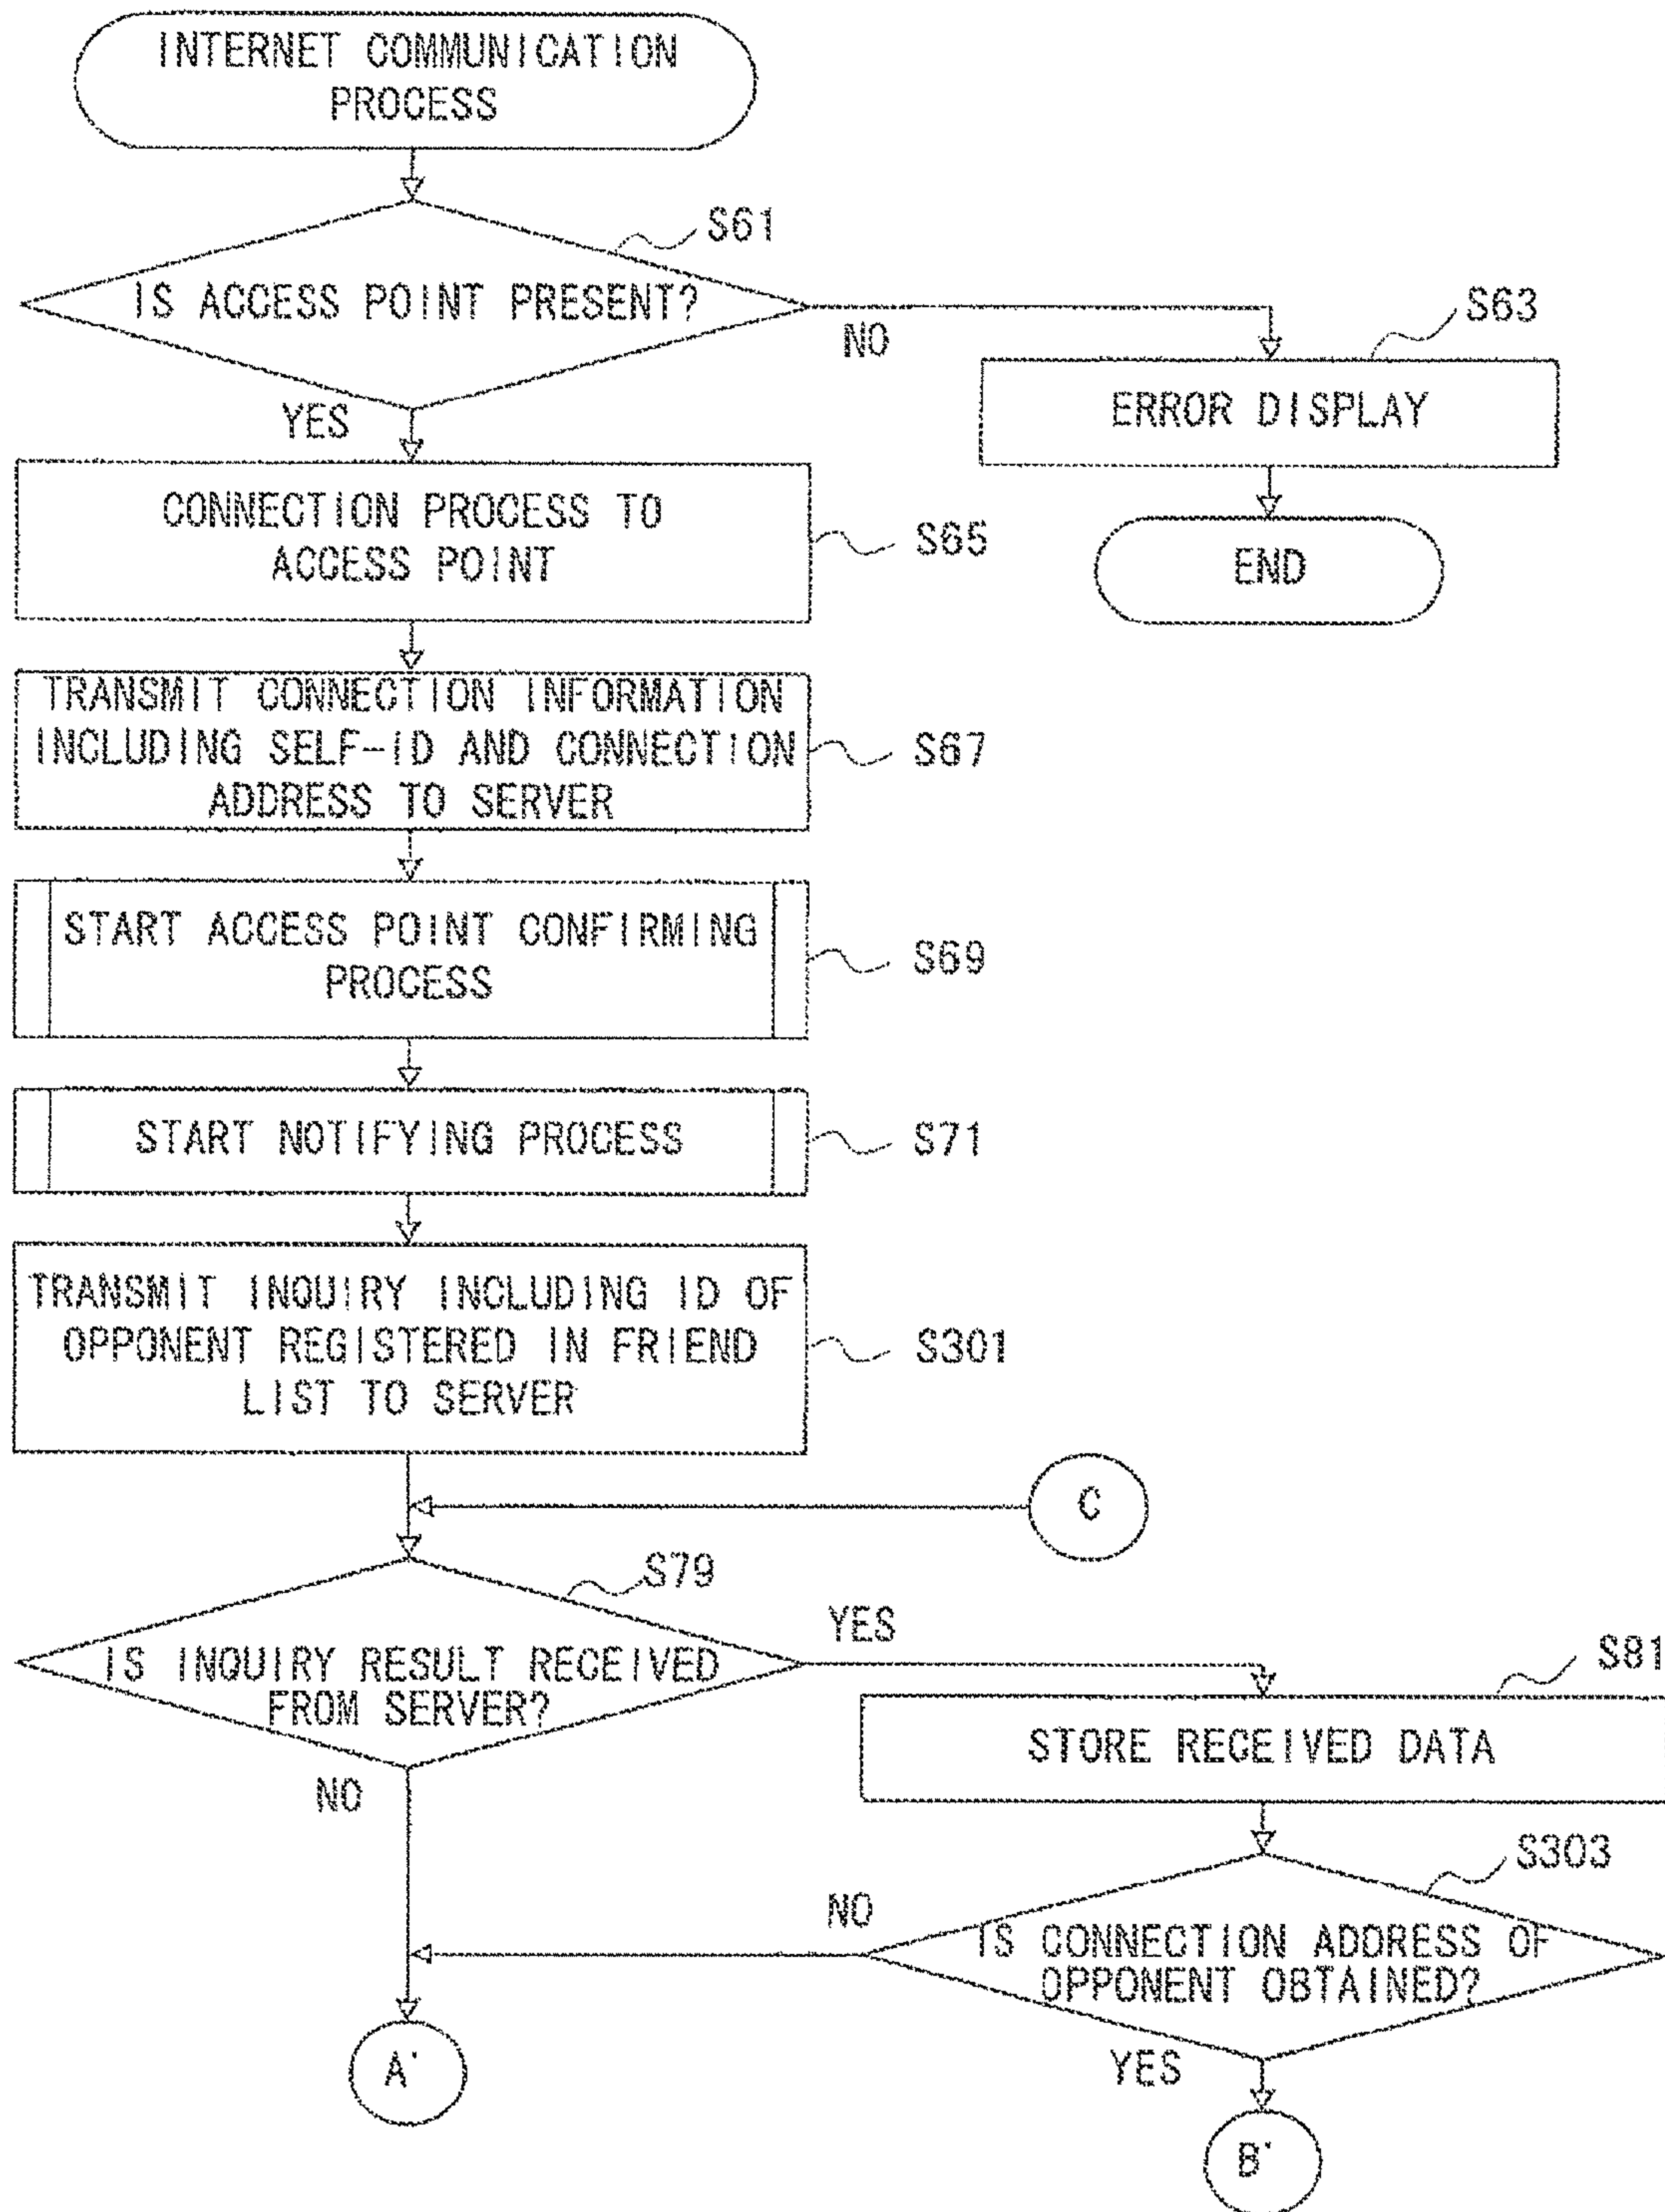 INTERNET COMMUNICATION
PROCESS
S61
IS ACCESS POINT PRESENT?
NO
S63
YES
ERROR DISPLAY
CONNECTION PROCESS TO
ACCESS POINT
S65
END
TRANSMIT CONNECTION INFORMATION
INCLUDING SELF-ID AND CONNECTION
ADDRESS TO SERVER
S67
START ACCESS POINT CONFIRMING
PROCESS
S69
START NOTIFYING PROCESS
S71
TRANSMIT INQUIRY INCLUDING ID OF
OPPONENT REGISTERED IN FRIEND
LIST TO SERVER
S301
C
S79
YES
IS INQUIRY RESULT RECEIVED
FROM SERVER?
S81
STORE RECEIVED DATA
NO
S303
NO
IS CONNECTION ADDRESS OF
OPPONENT OBTAINED?
A'
YES
B'